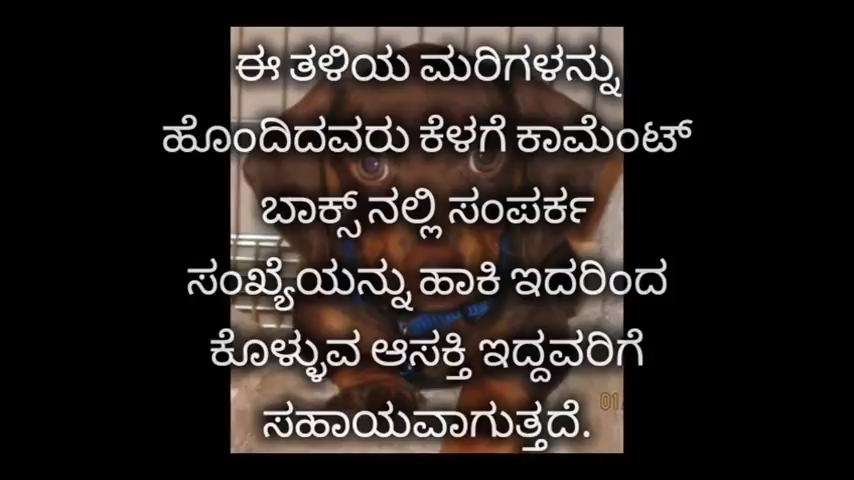 ಈ ತಳಿಯ ಮರಿಗಳನ್ನು
ಹೊಂದಿದವರು ಕೆಳಗೆ ಕಾಮೆಂಟ್
ಬಾಕ್ಸ್ ನಲ್ಲಿ ಸಂಪರ್ಕ
ಸಂಖ್ಯೆಯನ್ನು ಹಾಕಿ ಇದರಿಂದ
ಕೊಳ್ಳುವ ಆಸಕ್ತಿ ಇದ್ದವರಿಗೆ
ಸಹಾಯವಾಗುತ್ತದೆ.